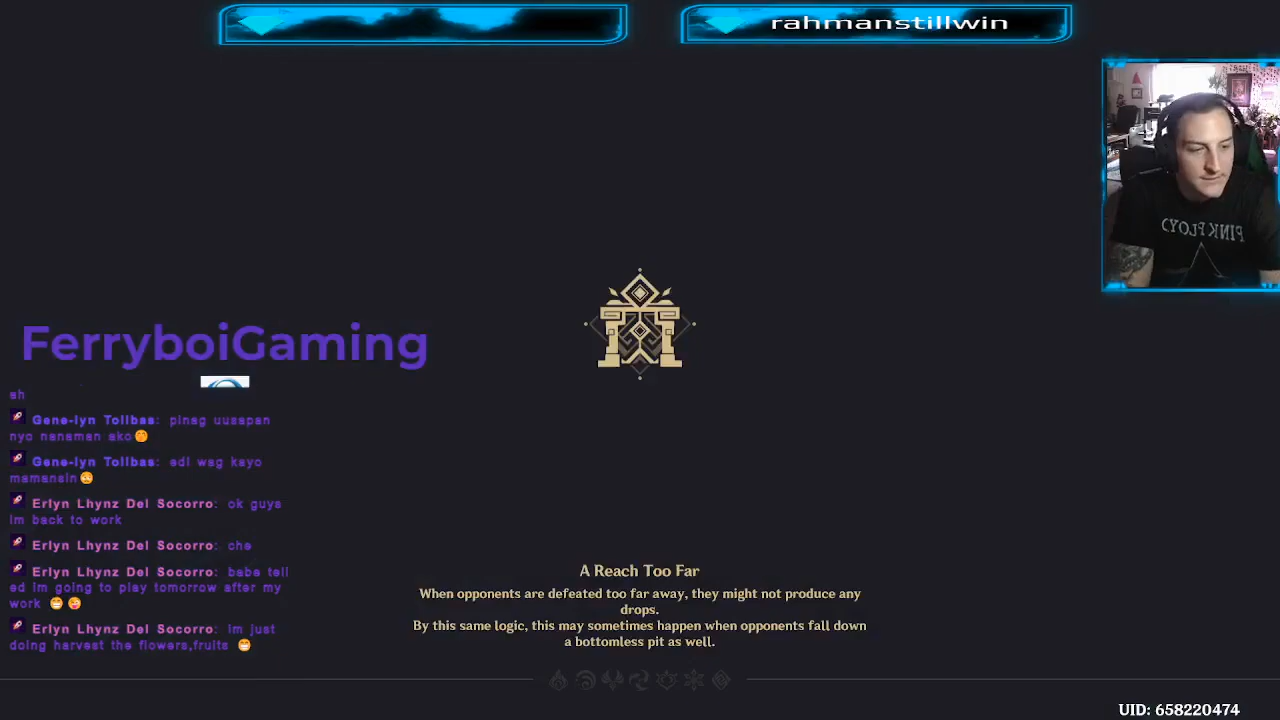 rahmanstillwin
PINK FLOYD
FerryboiGaming
sh
Gene-lyn Tolibas: pinag uusapan
nyo nanaman ako🤭
Gene-lyn Tolibas: edi wag kayo
mamansin😢
Erlyn Lhynz Del Socorro: ok guys
im back to work
Erlyn Lhynz Del Socorro: che
Erlyn Lhynz Del Socorro: babe tell
ed im going to play tomorrow after my
work 😁😜
Erlyn Lhynz Del Socorro: im just
doing harvest the flowers,fruits 😁
A Reach Too Far
When opponents are defeated too far away, they might not produce any
drops.
By this same logic, this may sometimes happen when opponents fall down
a bottomless pit as well.
UID: 658220474